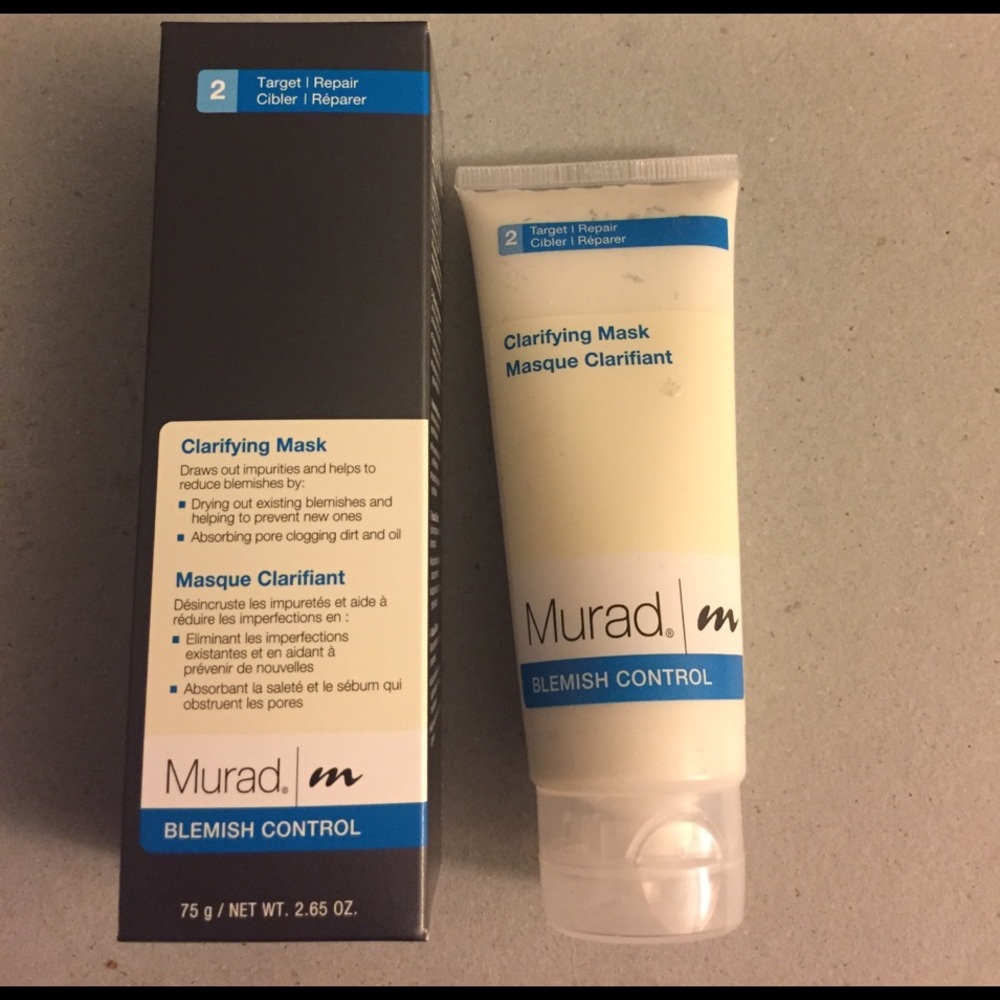 2
Target | Repair
Cibler | Réparer
Clarifying Mask
Draws out impurities and helps to
reduce blemishes by:
▪ Drying out existing blemishes and
helping to prevent new ones
▪ Absorbing pore clogging dirt and oil
Masque Clarifiant
Désincruste les impuretés et aide à
réduire les imperfections en :
▪ Eliminant les imperfections
existantes et en aidant à
prévenir de nouvelles
▪ Absorbant la saleté et le sébum qui
obstruent les pores
Murad® | m
BLEMISH CONTROL
75 g / NET WT. 2.65 OZ.
2
Target | Repair
Cibler | Réparer
Clarifying Mask
Masque Clarifiant
Murad® | m
BLEMISH CONTROL